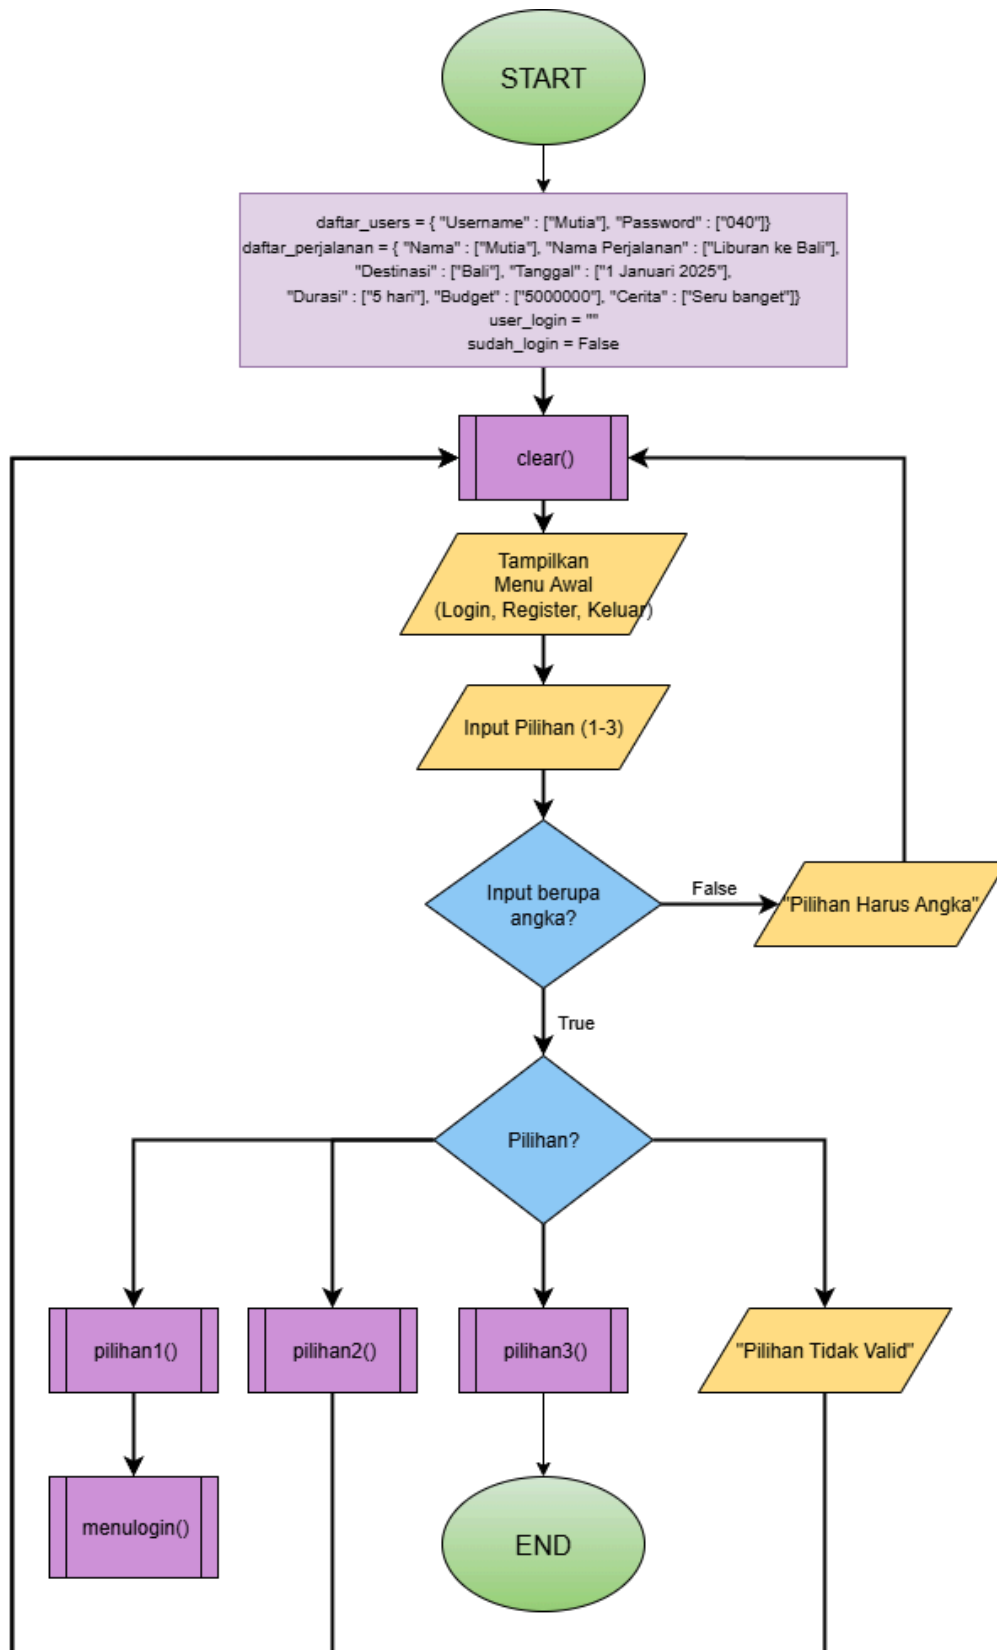 START
daftar_users = { "Username" : ["Mutia"], "Password" : ["040"]}
daftar_perjalanan = { "Nama" : ["Mutia"], "Nama Perjalanan" : ["Liburan ke Bali"],
"Destinasi" : ["Bali"], "Tanggal" : ["1 Januari 2025"],
"Durasi" : ["5 hari"], "Budget" : ["5000000"], "Cerita" : ["Seru banget"]}
user_login = ""
sudah_login = False
clear()
Tampilkan
Menu Awal
(Login, Register, Keluar)
Input Pilihan (1-3)
Input berupa
angka?
False
"Pilihan Harus Angka"
True
Pilihan?
pilihan1()
pilihan2()
pilihan3()
"Pilihan Tidak Valid"
menulogin()
END